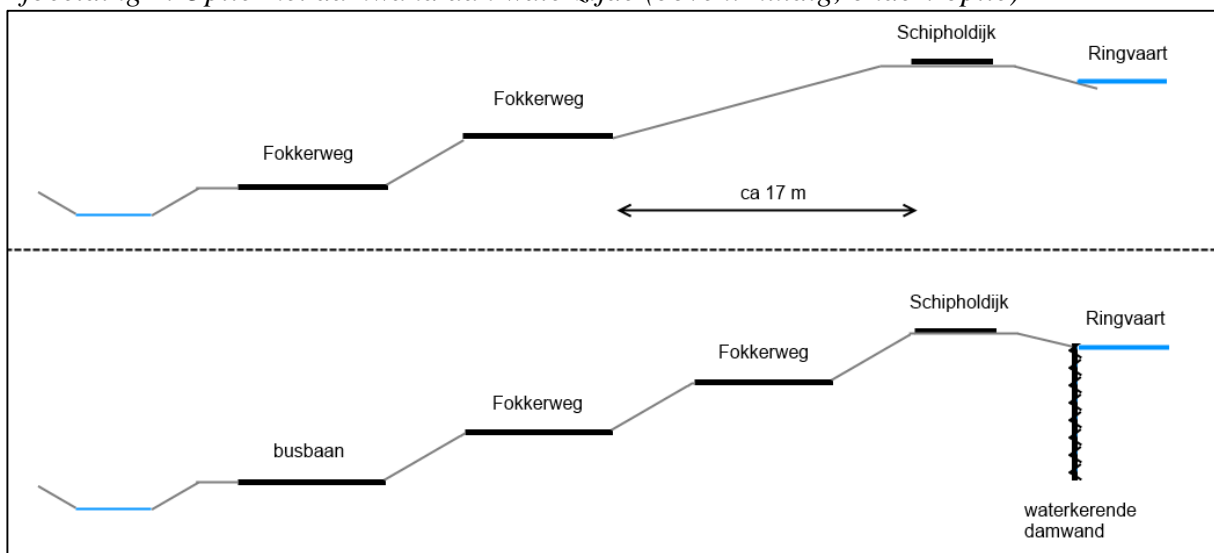 Schipholdijk
Ringvaart
Fokkerweg
Fokkerweg
ca 17 m
Schipholdijk
Ringvaart
Fokkerweg
Fokkerweg
busbaan
waterkerende
damwand